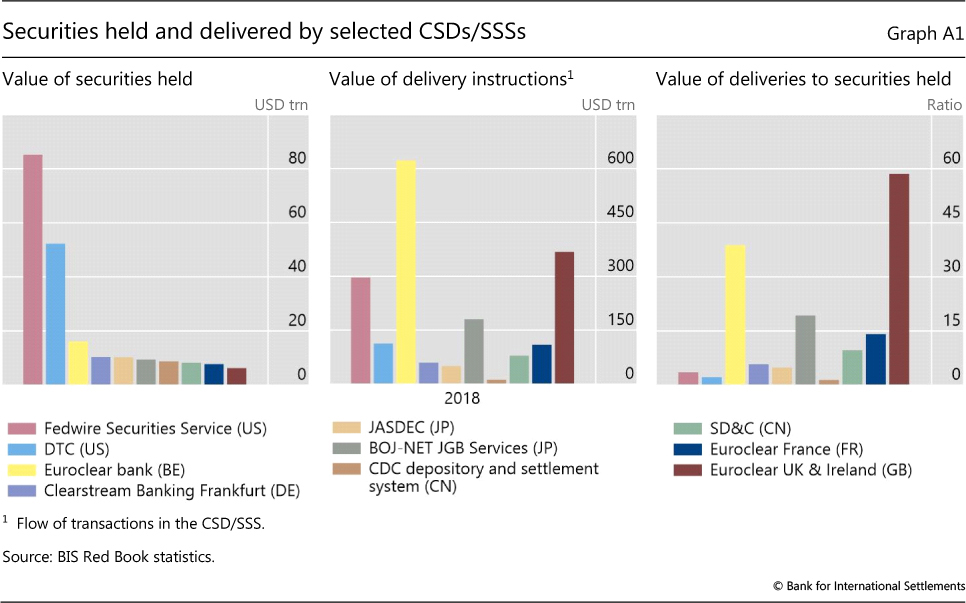 Securities held and delivered by selected CSDs/SSSs
Graph A1
Value of securities held
USD trn
80
60
40
20
0
Value of delivery instructions¹
USD trn
600
450
300
150
0
2018
Value of deliveries to securities held
Ratio
60
45
30
15
0
Fedwire Securities Service (US)
DTC (US)
Euroclear bank (BE)
Clearstream Banking Frankfurt (DE)
JASDEC (JP)
BOJ-NET JGB Services (JP)
CDC depository and settlement
system (CN)
SD&C (CN)
Euroclear France (FR)
Euroclear UK & Ireland (GB)
¹ Flow of transactions in the CSD/SSS.
Source: BIS Red Book statistics.
© Bank for International Settlements